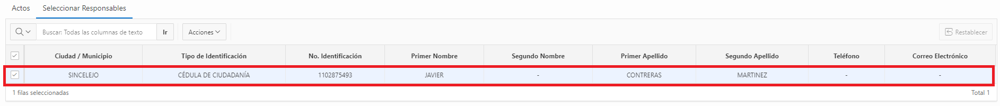 Actos Seleccionar Responsables
Buscar: Todas las columnas de texto Ir Acciones Restablecer
Ciudad / Municipio Tipo de Identificación No. Identificación Primer Nombre Segundo Nombre Primer Apellido Segundo Apellido Teléfono Correo Electrónico
SINCELEJO CÉDULA DE CIUDADANÍA 1102875493 JAVIER - CONTRERAS MARTINEZ - -
1 filas seleccionadas Total 1